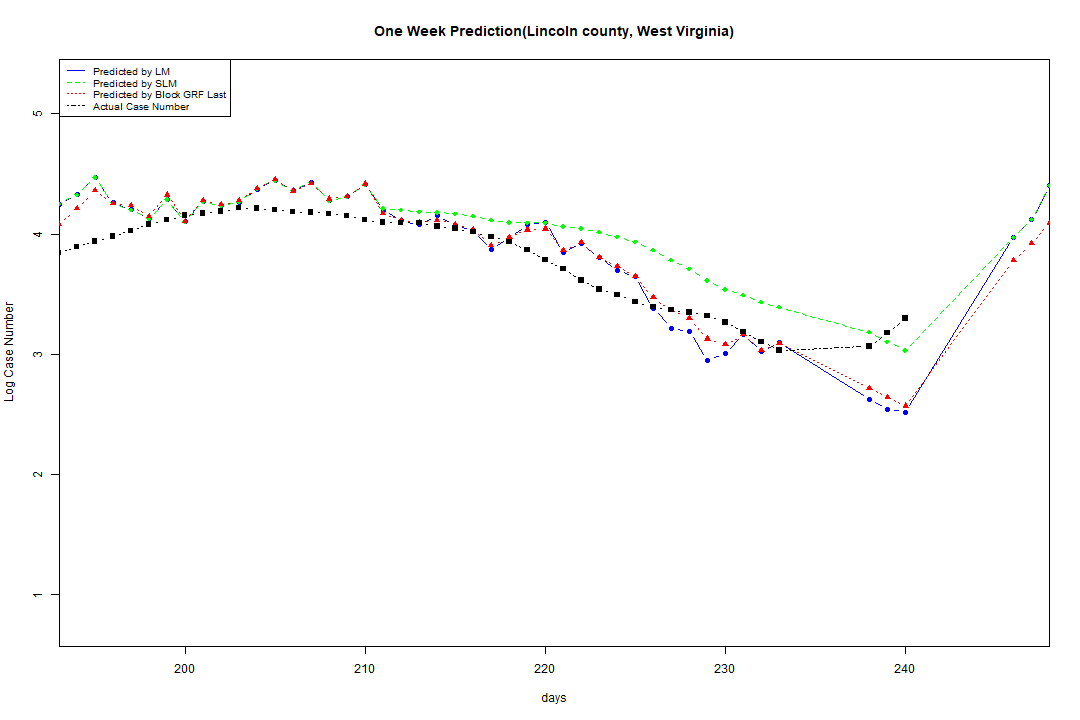 One Week Prediction(Lincoln county, West Virginia)
Predicted by LM
Predicted by SLM
Predicted by Block GRF Last
Actual Case Number
Log Case Number
5
4
3
2
1
200 210 220 230 240
days